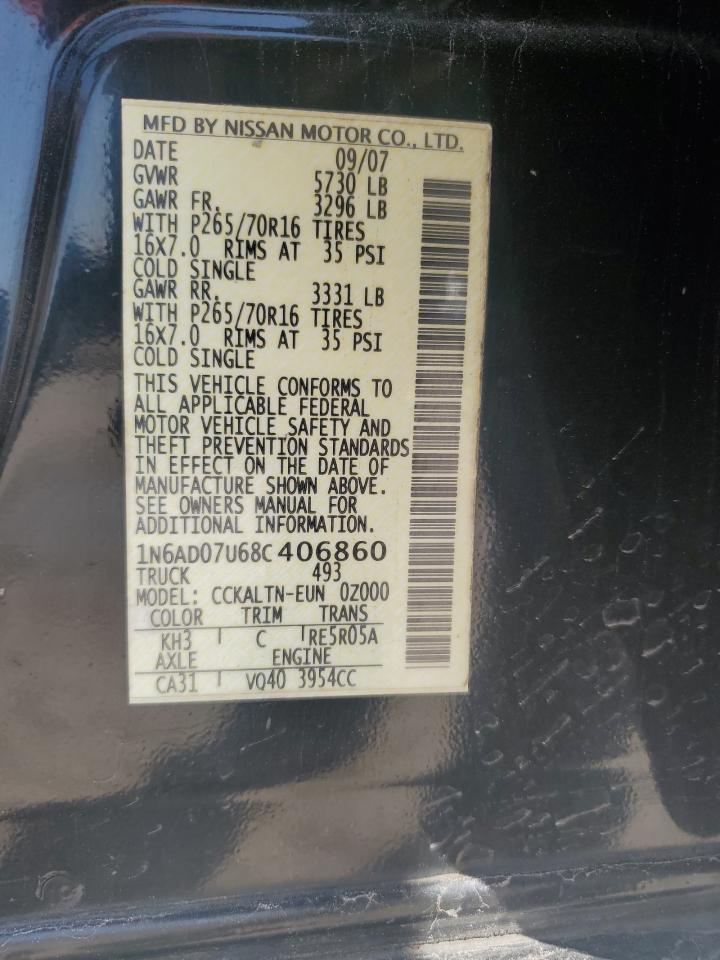 MFD BY NISSAN MOTOR CO., LTD.
DATE 09/07
GVWR 5730 LB
GAWR FR. 3296 LB
WITH P265/70R16 TIRES
16X7.0 RIMS AT 35 PSI
COLD SINGLE
GAWR RR. 3331 LB
WITH P265/70R16 TIRES
16X7.0 RIMS AT 35 PSI
COLD SINGLE
THIS VEHICLE CONFORMS TO
ALL APPLICABLE FEDERAL
MOTOR VEHICLE SAFETY AND
THEFT PREVENTION STANDARDS
IN EFFECT ON THE DATE OF
MANUFACTURE SHOWN ABOVE.
SEE OWNERS MANUAL FOR
ADDITIONAL INFORMATION.
1N6AD07U68C406860
TRUCK 493
MODEL: CCKALTN-EUN 0Z000
COLOR TRIM TRANS
KH3 C RE5R05A
AXLE ENGINE
CA31 VQ40 3954CC